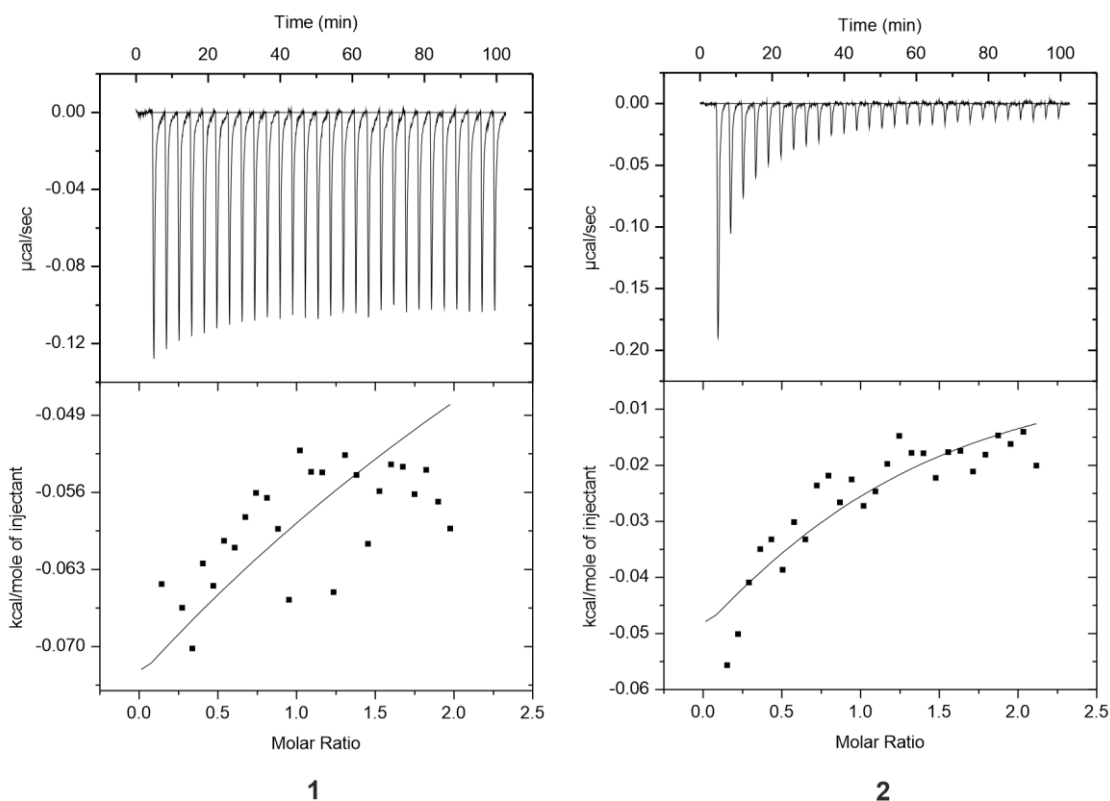 Time (min)
0 20 40 60 80 100
0.00
-0.04
-0.08
-0.12
µcal/sec
-0.049
-0.056
-0.063
-0.070
kcal/mole of injectant
0.0 0.5 1.0 1.5 2.0 2.5
Molar Ratio
1
Time (min)
0 20 40 60 80 100
0.00
-0.05
-0.10
-0.15
-0.20
µcal/sec
-0.01
-0.02
-0.03
-0.04
-0.05
-0.06
kcal/mole of injectant
0.0 0.5 1.0 1.5 2.0 2.5
Molar Ratio
2